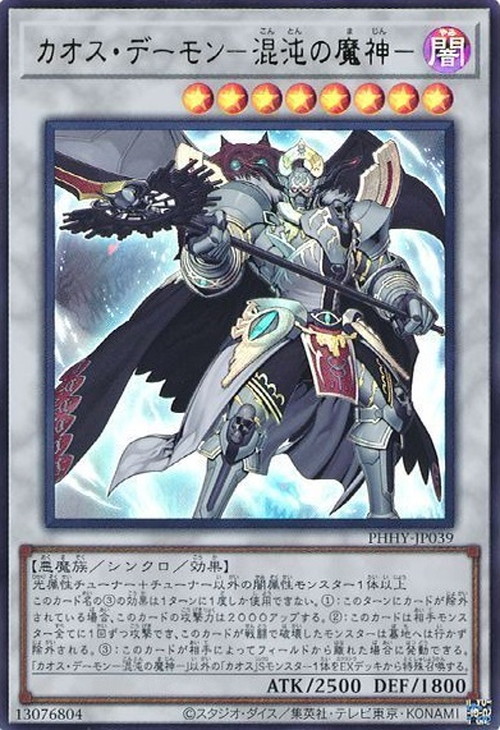 カオス・デーモン－混沌の魔神－
闇
PHHY-JP039
【悪魔族／シンクロ／効果】
光属性チューナー＋チューナー以外の闇属性モンスター1体以上
このカード名の③の効果は1ターンに1度しか使用できない。①：このターンにカードが除外
されている場合、このカードの攻撃力は2000アップする。②：このカードは相手モンス
ター全てに1回ずつ攻撃でき、このカードが戦闘で破壊したモンスターは墓地へは行かず
除外される。③：このカードが相手によってフィールドから離れた場合に発動できる。
「カオス・デーモン－混沌の魔神－」以外の「カオス」Sモンスター1体をEXデッキから特殊召喚する。
ATK/2500 DEF/1800
13076804
©スタジオ・ダイス／集英社・テレビ東京・KONAMI